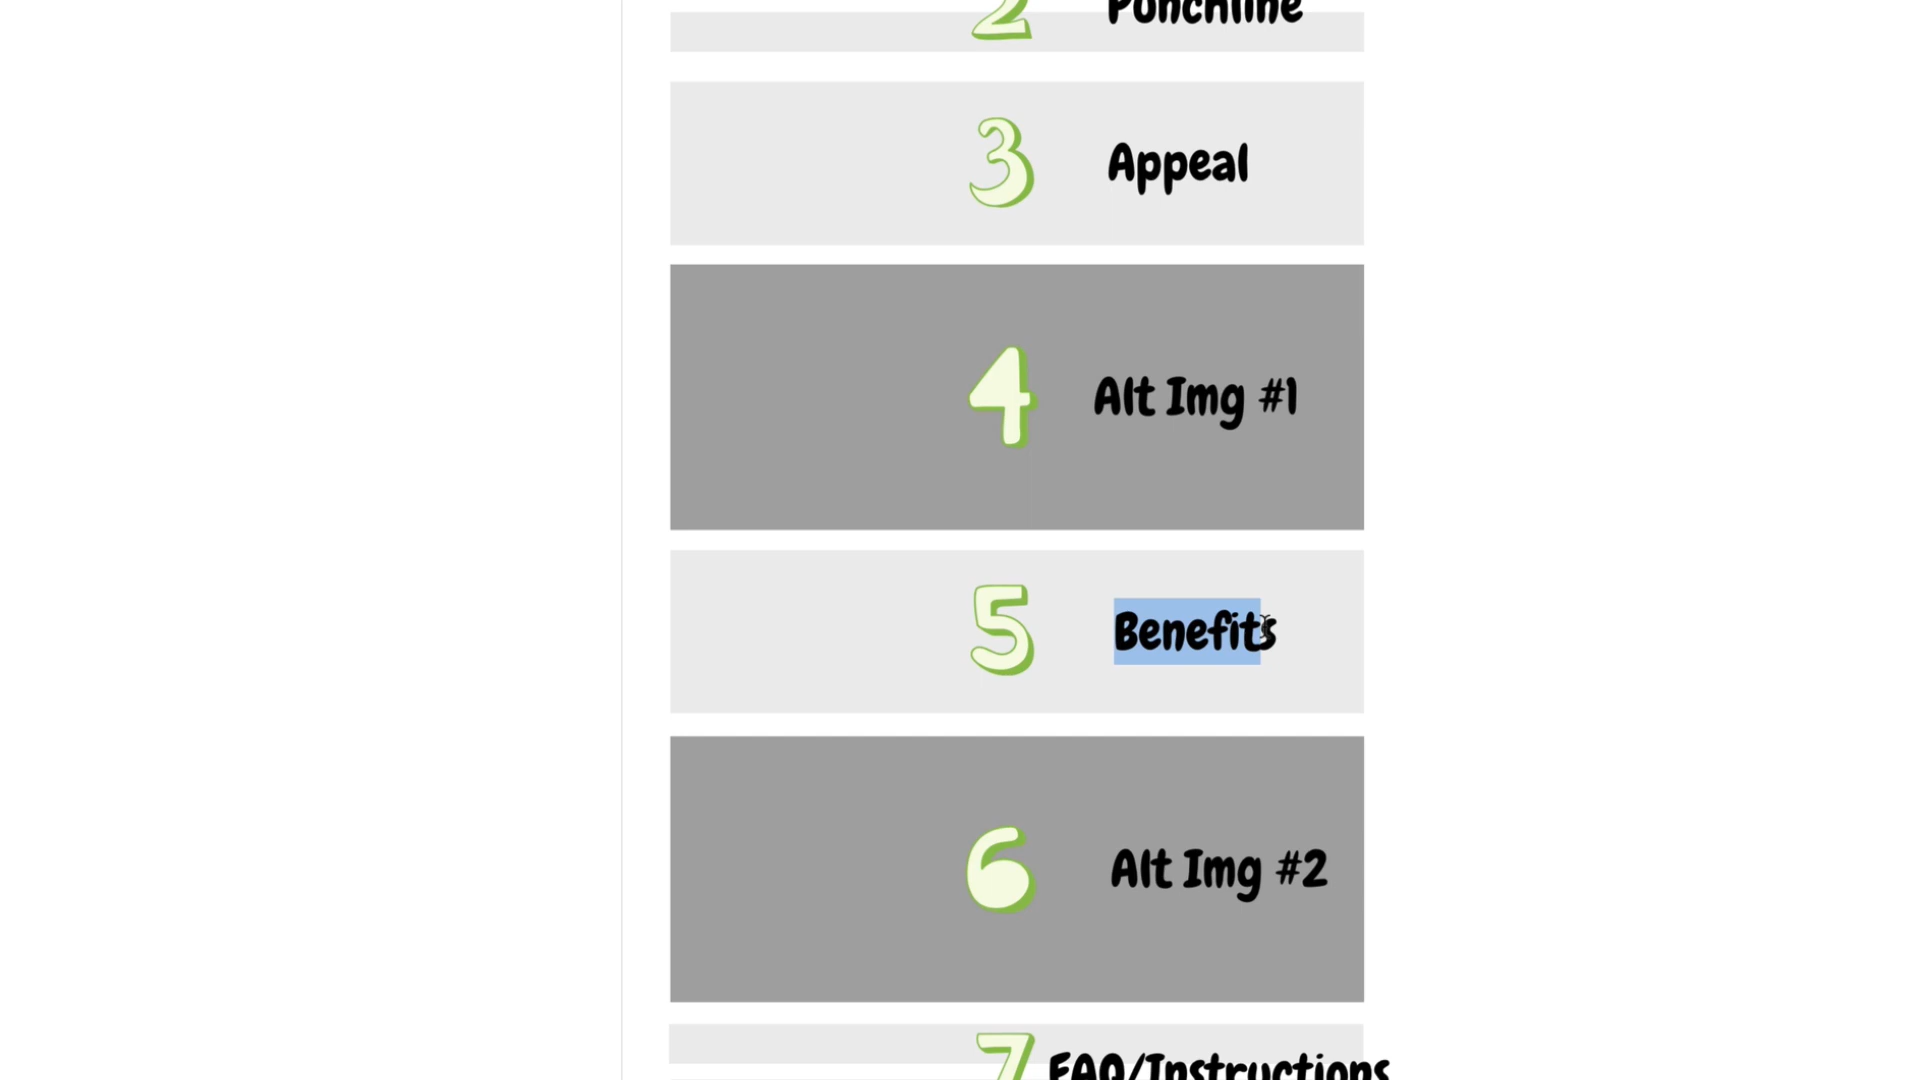 2 Punchline
3 Appeal
4 Alt Img #1
5 Benefits
6 Alt Img #2
7 FAQ/Instructions